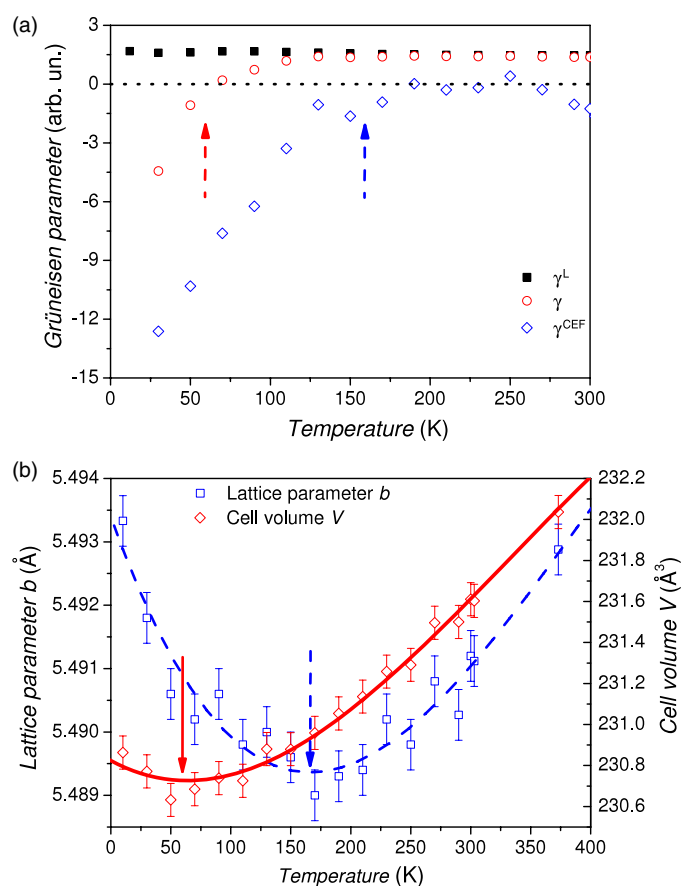 (a)
Grüneisen parameter (arb. un.)
3
0
-3
-6
-9
-12
-15
γᴸ
γ
γᶜᴱᶠ
0 50 100 150 200 250 300
Temperature (K)
(b)
Lattice parameter b (Å)
5.494
5.493
5.492
5.491
5.490
5.489
Lattice parameter b
Cell volume V
232.2
232.0
231.8
231.6
231.4
231.2
231.0
230.8
230.6
Cell volume V (Å³)
0 50 100 150 200 250 300 350 400
Temperature (K)